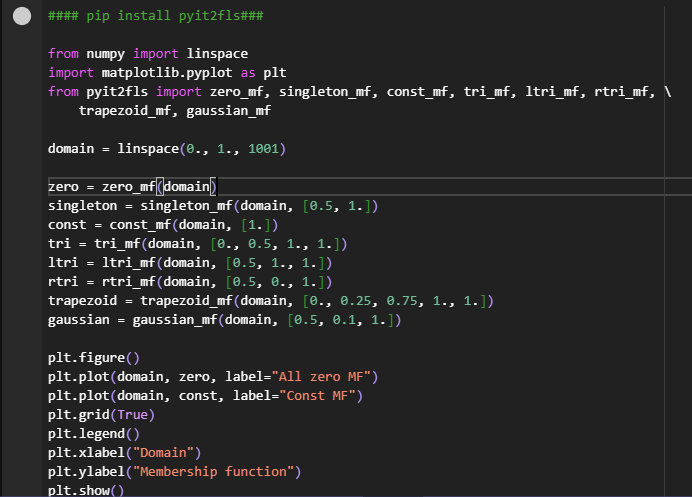 #### pip install pyit2fls###
from numpy import linspace
import matplotlib.pyplot as plt
from pyit2fls import zero_mf, singleton_mf, const_mf, tri_mf, ltri_mf, rtri_mf, \
    trapezoid_mf, gaussian_mf
domain = linspace(0., 1., 1001)
zero = zero_mf(domain)
singleton = singleton_mf(domain, [0.5, 1.])
const = const_mf(domain, [1.])
tri = tri_mf(domain, [0., 0.5, 1., 1.])
ltri = ltri_mf(domain, [0.5, 1., 1.])
rtri = rtri_mf(domain, [0.5, 0., 1.])
trapezoid = trapezoid_mf(domain, [0., 0.25, 0.75, 1., 1.])
gaussian = gaussian_mf(domain, [0.5, 0.1, 1.])
plt.figure()
plt.plot(domain, zero, label="All zero MF")
plt.plot(domain, const, label="Const MF")
plt.grid(True)
plt.legend()
plt.xlabel("Domain")
plt.ylabel("Membership function")
plt.show()